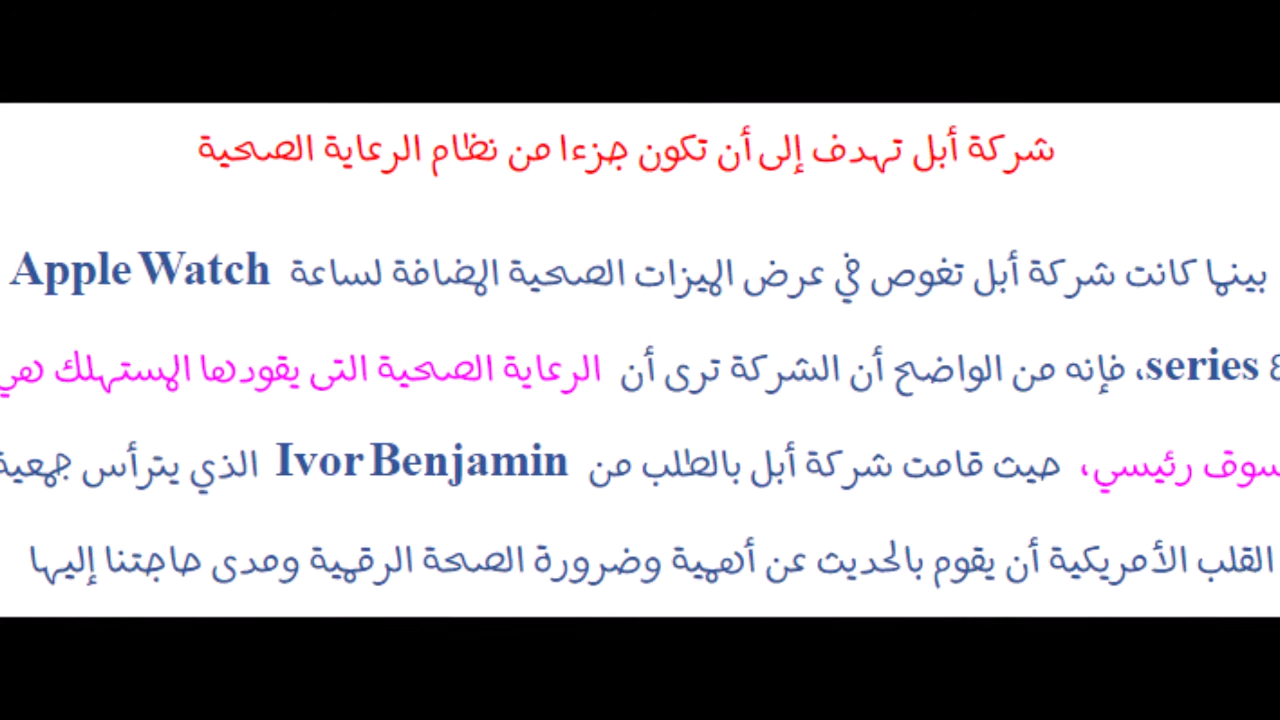 شركة أبل تهدف إلى أن تكون جزءا من نظام الرعاية الصحية
بينما كانت شركة أبل تغوص في عرض الميزات الصحية المضافة لساعة Apple Watch
series ٤، فإنه من الواضح أن الشركة ترى أن الرعاية الصحية التى يقودها المستهلك هي
سوق رئيسي، حيث قامت شركة أبل بالطلب من Ivor Benjamin الذي يترأس جمعية
القلب الأمريكية أن يقوم بالحديث عن أهمية وضرورة الصحة الرقمية ومدى حاجتنا إليها